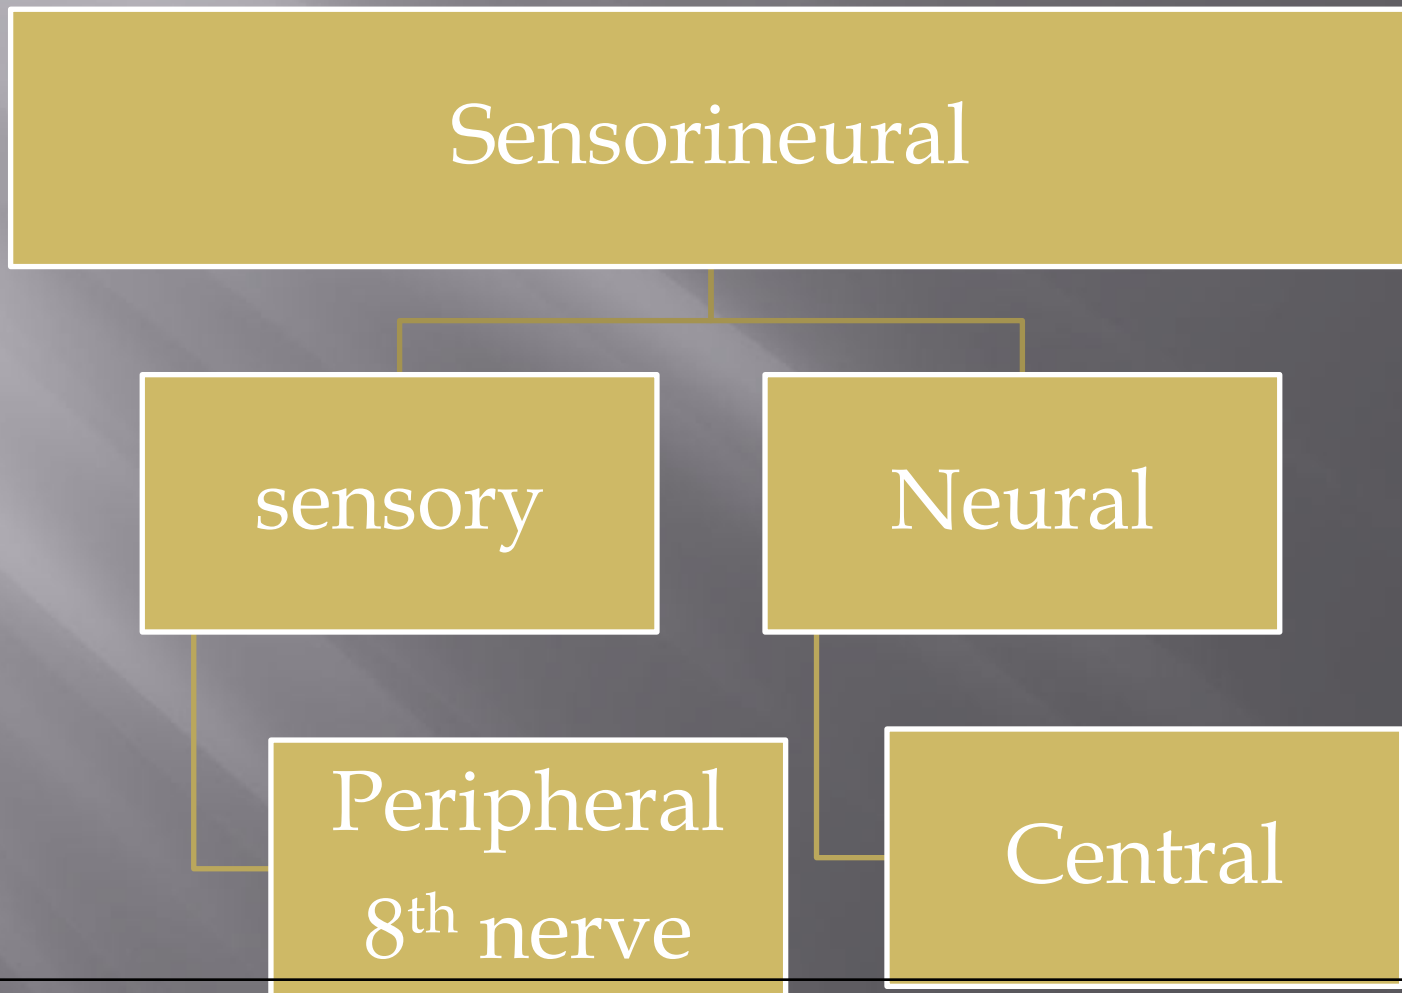 Sensorineural
sensory
Neural
Peripheral
8th nerve
Central